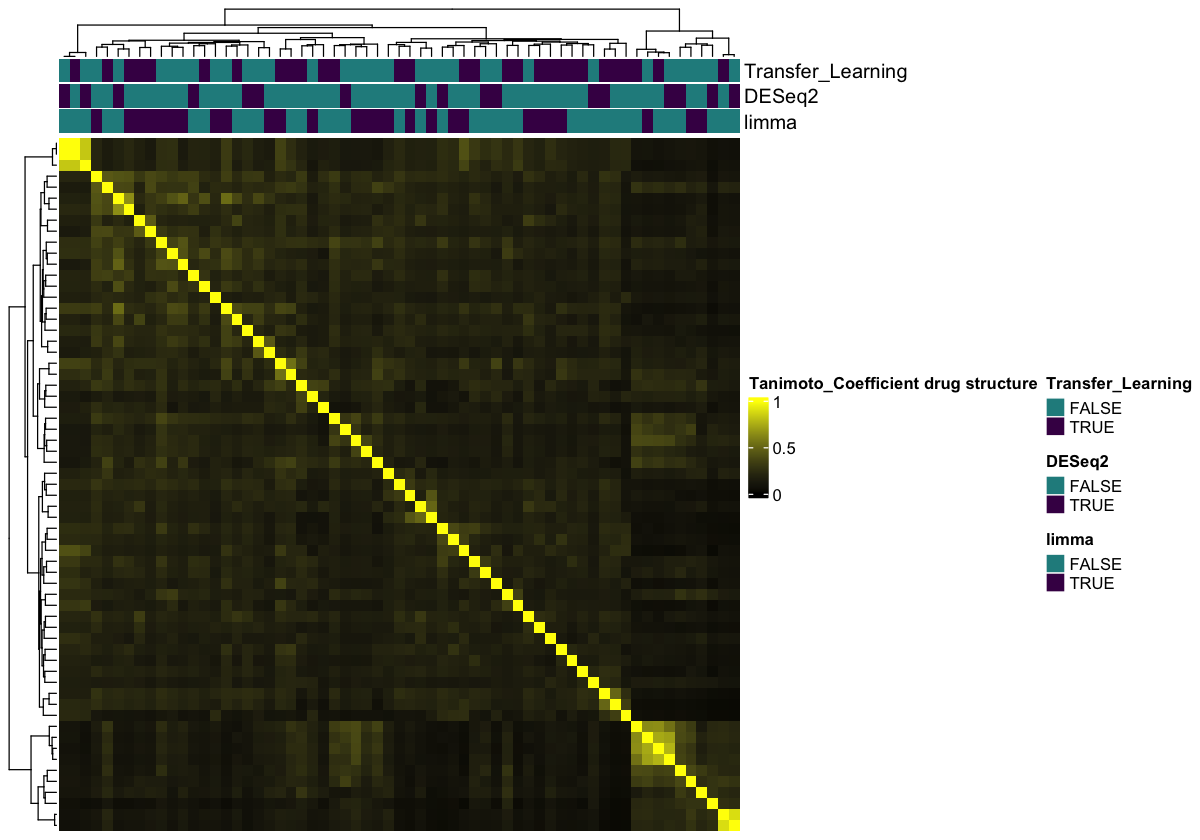 Transfer_Learning
DESeq2
limma
Tanimoto_Coefficient drug structure
1
0.5
0
Transfer_Learning
FALSE
TRUE
DESeq2
FALSE
TRUE
limma
FALSE
TRUE